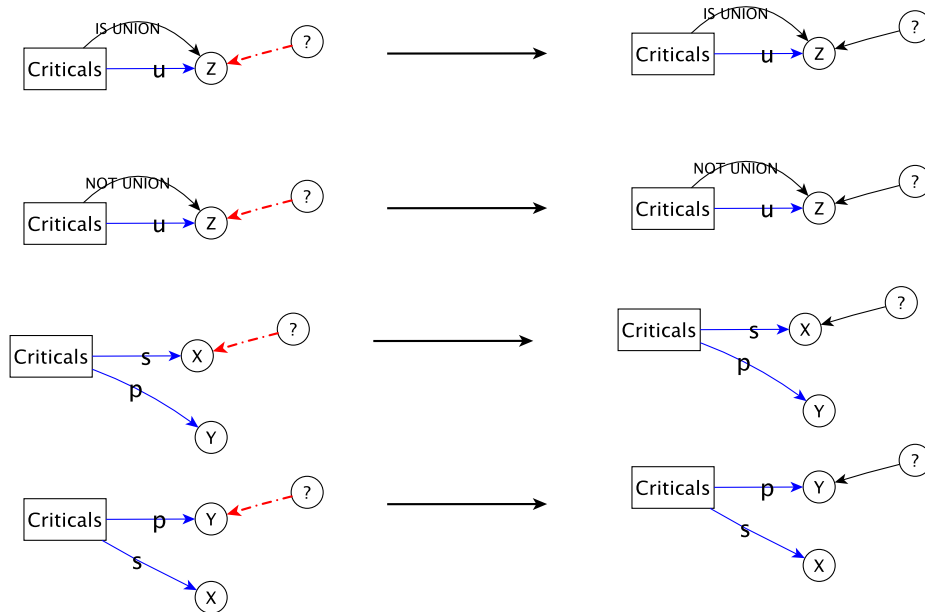 IS UNION
?
Criticals
u
Z
IS UNION
?
Criticals
u
Z
NOT UNION
?
Criticals
u
Z
NOT UNION
?
Criticals
u
Z
?
Criticals
s
X
p
Y
?
Criticals
s
X
p
Y
?
Criticals
p
Y
s
X
?
Criticals
p
Y
s
X